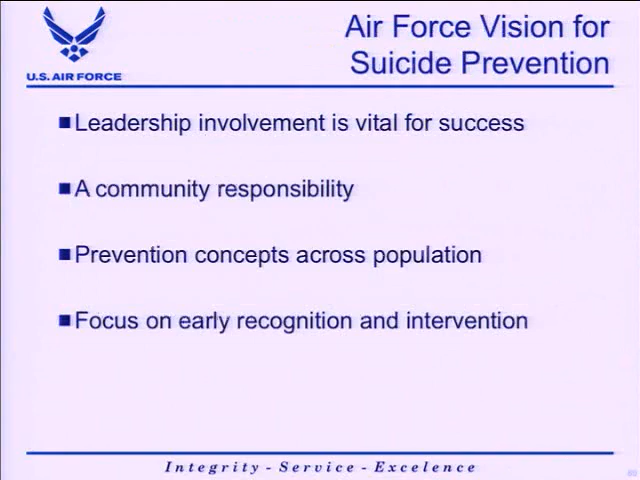 Air Force Vision for
Suicide Prevention
U.S. AIR FORCE
Leadership involvement is vital for success
A community responsibility
Prevention concepts across population
Focus on early recognition and intervention
Integrity - Service - Excelence